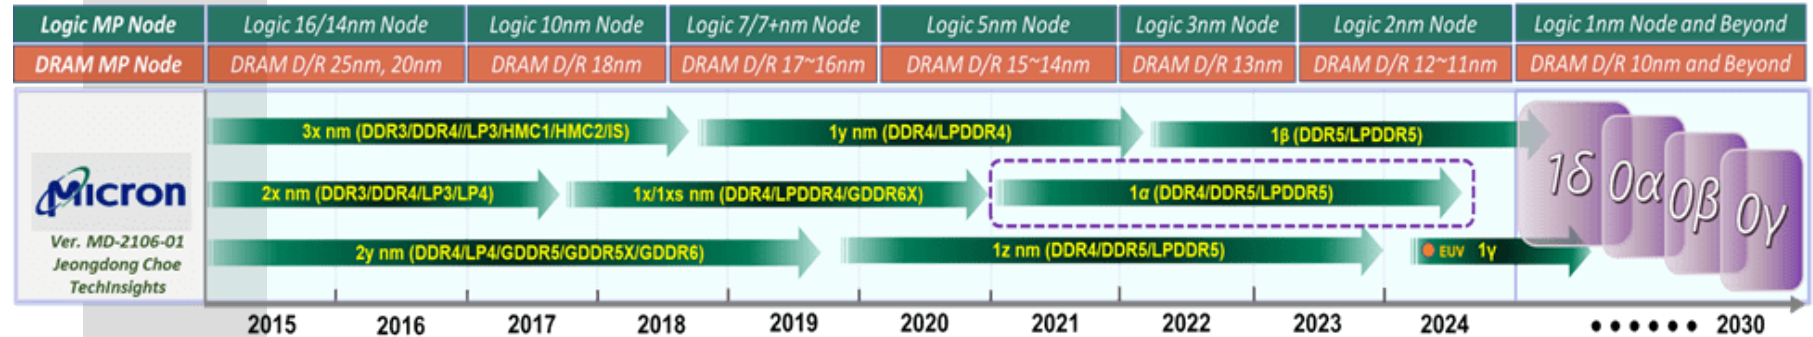 Logic MP Node Logic 16/14nm Node Logic 10nm Node Logic 7/7+nm Node Logic 5nm Node Logic 3nm Node Logic 2nm Node Logic 1nm Node and Beyond
DRAM MP Node DRAM D/R 25nm, 20nm DRAM D/R 18nm DRAM D/R 17~16nm DRAM D/R 15~14nm DRAM D/R 13nm DRAM D/R 12~11nm DRAM D/R 10nm and Beyond
3x nm (DDR3/DDR4//LP3/HMC1/HMC2/IS) 1y nm (DDR4/LPDDR4) 1β (DDR5/LPDDR5)
Micron 2x nm (DDR3/DDR4/LP3/LP4) 1x/1xs nm (DDR4/LPDDR4/GDDR6X) 1α (DDR4/DDR5/LPDDR5) 1δ 0α 0β 0γ
Ver. MD-2106-01
Jeongdong Choe
TechInsights
2y nm (DDR4/LP4/GDDR5/GDDR5X/GDDR6) 1z nm (DDR4/DDR5/LPDDR5) EUV 1γ
2015 2016 2017 2018 2019 2020 2021 2022 2023 2024 •••••• 2030